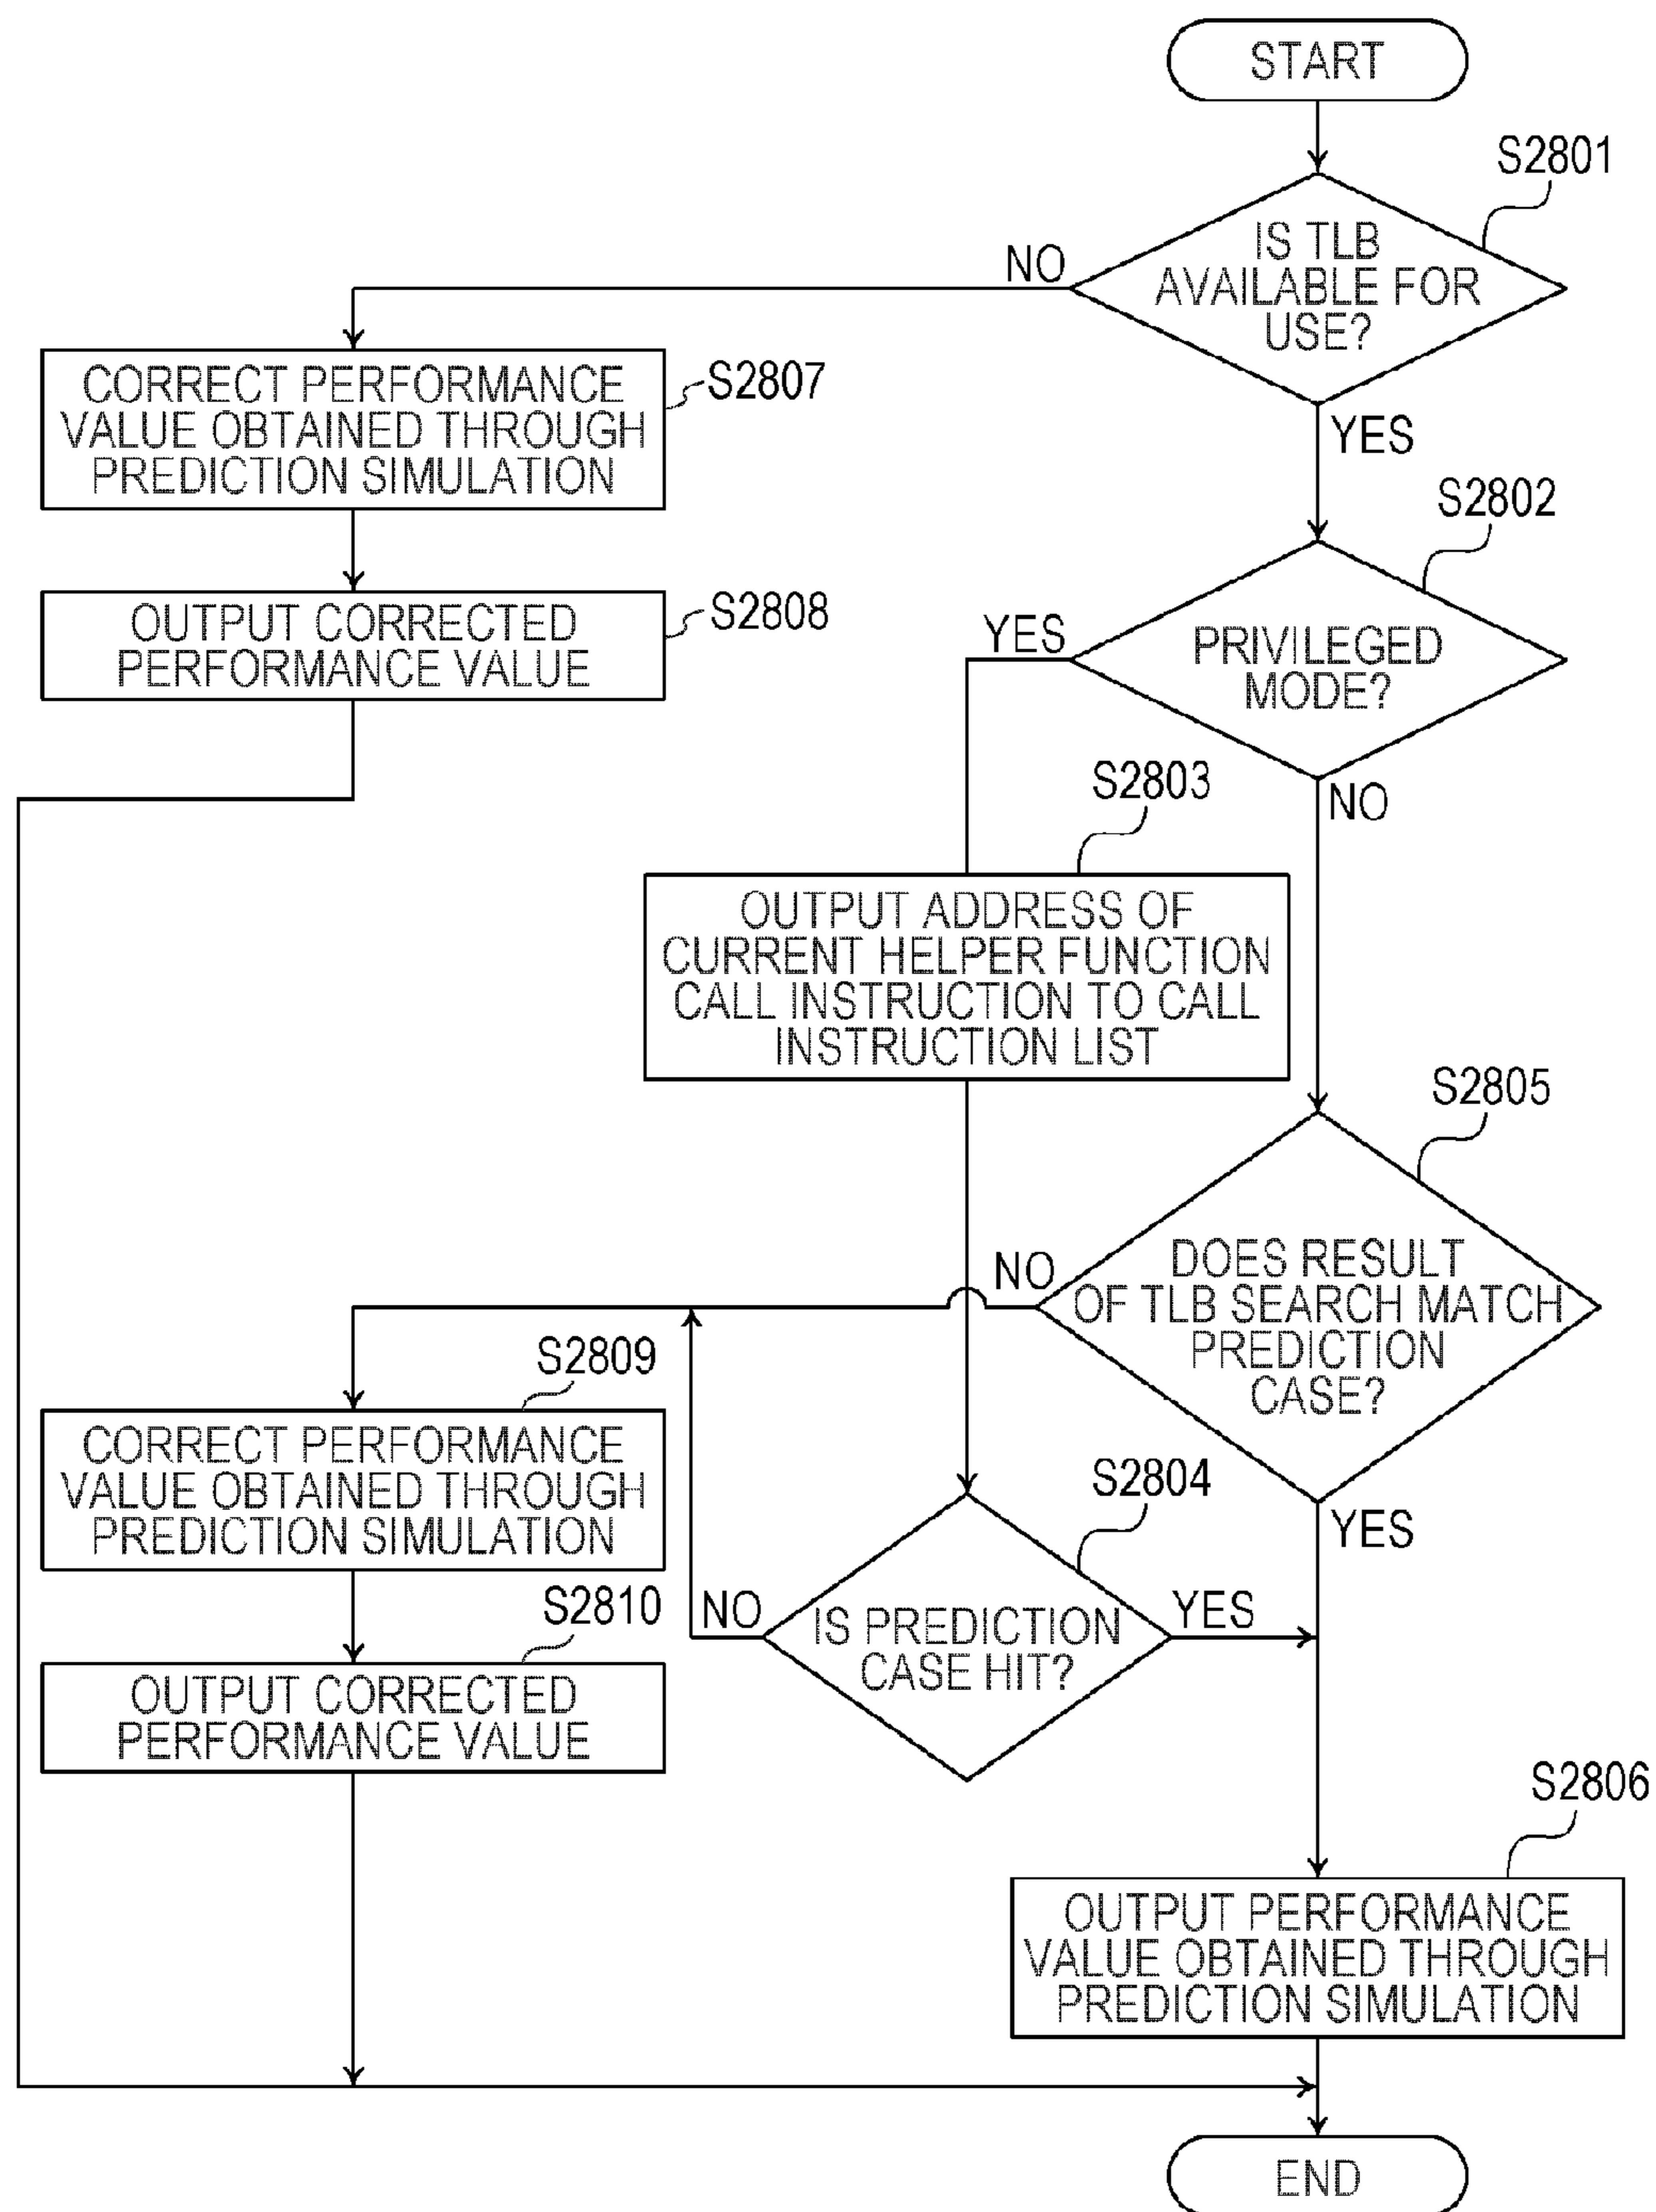 START
S2801
IS TLB
AVAILABLE FOR
USE?
NO
YES
S2807
CORRECT PERFORMANCE
VALUE OBTAINED THROUGH
PREDICTION SIMULATION
S2802
PRIVILEGED
MODE?
YES
NO
S2808
OUTPUT CORRECTED
PERFORMANCE VALUE
S2803
OUTPUT ADDRESS OF
CURRENT HELPER FUNCTION
CALL INSTRUCTION TO CALL
INSTRUCTION LIST
S2805
DOES RESULT
OF TLB SEARCH MATCH
PREDICTION
CASE?
NO
YES
S2809
CORRECT PERFORMANCE
VALUE OBTAINED THROUGH
PREDICTION SIMULATION
S2804
IS PREDICTION
CASE HIT?
NO
YES
S2810
OUTPUT CORRECTED
PERFORMANCE VALUE
S2806
OUTPUT PERFORMANCE
VALUE OBTAINED THROUGH
PREDICTION SIMULATION
END